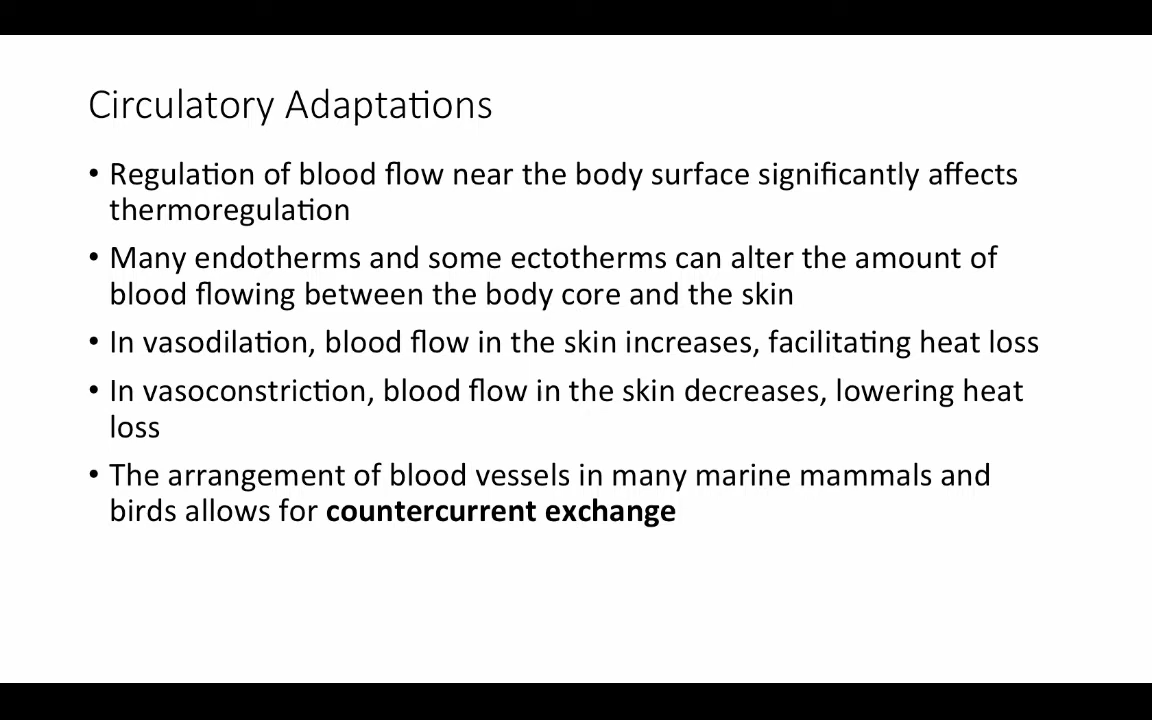 Circulatory Adaptations
• Regulation of blood flow near the body surface significantly affects
thermoregulation
• Many endotherms and some ectotherms can alter the amount of
blood flowing between the body core and the skin
• In vasodilation, blood flow in the skin increases, facilitating heat loss
• In vasoconstriction, blood flow in the skin decreases, lowering heat
loss
• The arrangement of blood vessels in many marine mammals and
birds allows for countercurrent exchange